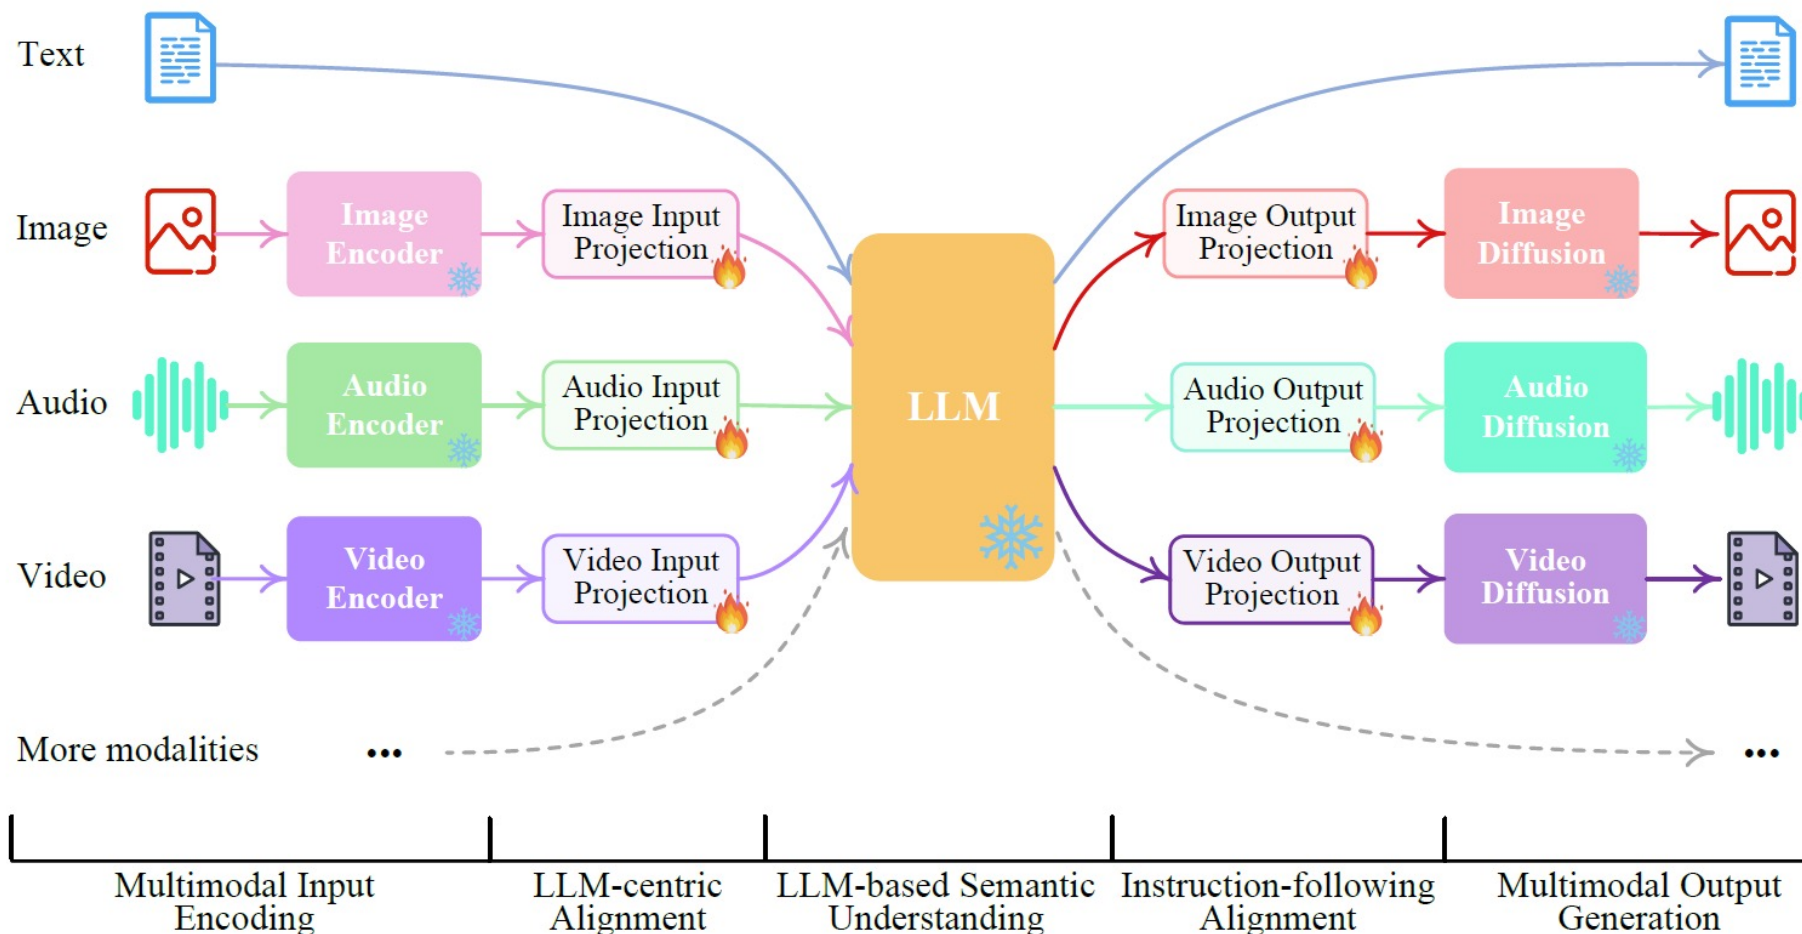 Text
Image
Image
Encoder
Image Input
Projection
Image Output
Projection
Image
Diffusion
Audio
Audio
Encoder
Audio Input
Projection
LLM
Audio Output
Projection
Audio
Diffusion
Video
Video
Encoder
Video Input
Projection
Video Output
Projection
Video
Diffusion
More modalities
...
...
Multimodal Input
Encoding
LLM-centric
Alignment
LLM-based Semantic
Understanding
Instruction-following
Alignment
Multimodal Output
Generation